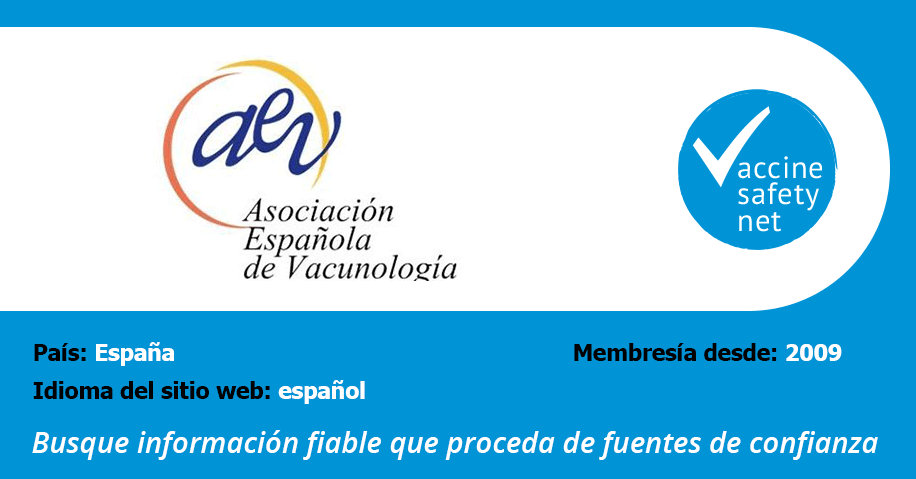 aev
Asociación
Española
de Vacunología
Vaccine
safety
net
País: España
Membresía desde: 2009
Idioma del sitio web: español
Busque información fiable que proceda de fuentes de confianza